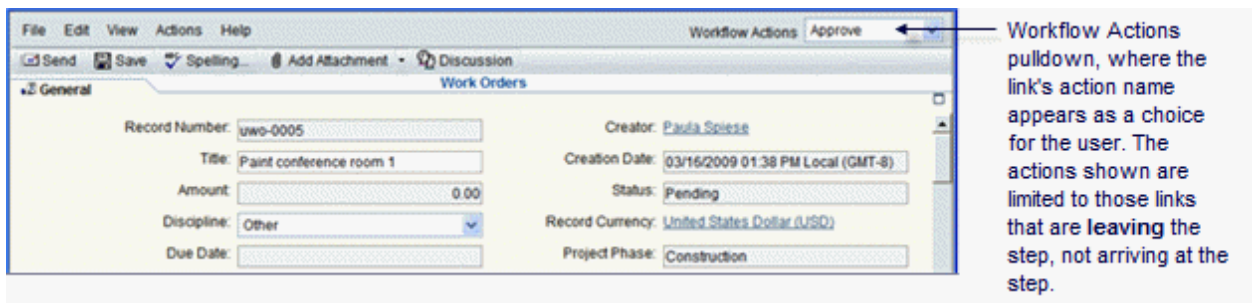 File Edit View Actions Help Workflow Actions Approve
Send Save Spelling... Add Attachment Discussion
General Work Orders
Record Number: uwo-0005 Creator: Paula Spiese
Title: Paint conference room 1 Creation Date: 03/16/2009 01:38 PM Local (GMT-8)
Amount: 0.00 Status: Pending
Discipline: Other Record Currency: United States Dollar (USD)
Due Date: Project Phase: Construction
Workflow Actions
pulldown, where the
link's action name
appears as a choice
for the user. The
actions shown are
limited to those links
that are leaving the
step, not arriving at the
step.